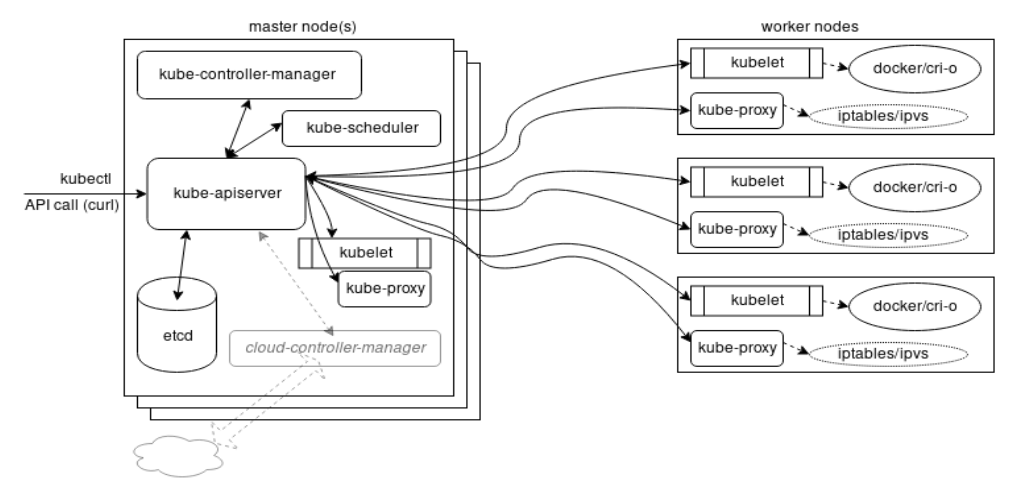 master node(s)
kube-controller-manager
kube-scheduler
kubectl
API call (curl)
kube-apiserver
kubelet
kube-proxy
etcd
cloud-controller-manager
worker nodes
kubelet
docker/cri-o
kube-proxy
iptables/ipvs
kubelet
docker/cri-o
kube-proxy
iptables/ipvs
kubelet
docker/cri-o
kube-proxy
iptables/ipvs